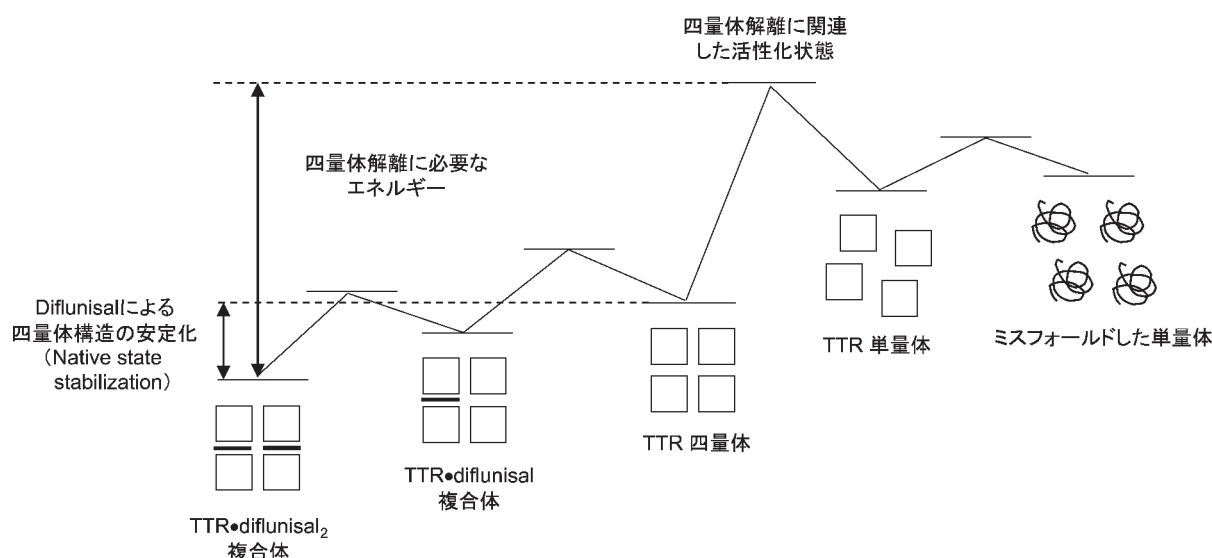 四量体解離に関連
した活性化状態
四量体解離に必要な
エネルギー
Diflunisalによる
四量体構造の安定化
（Native state
stabilization）
TTR•diflunisal₂
複合体
TTR•diflunisal
複合体
TTR 四量体
TTR 単量体
ミスフォールドした単量体